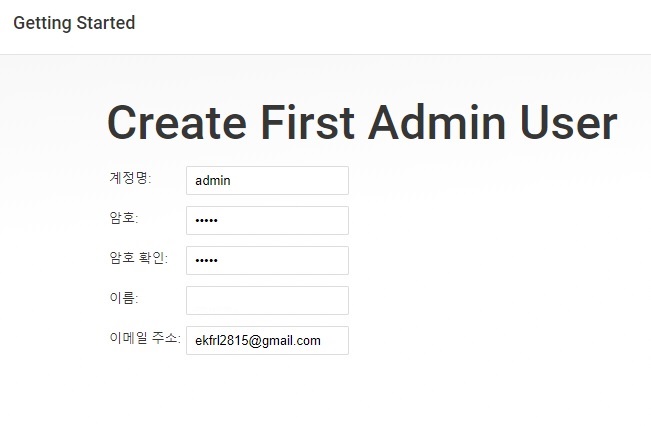 Getting Started
Create First Admin User
계정명: admin
암호: •••••
암호 확인: •••••
이름:
이메일 주소: ekfrl2815@gmail.com